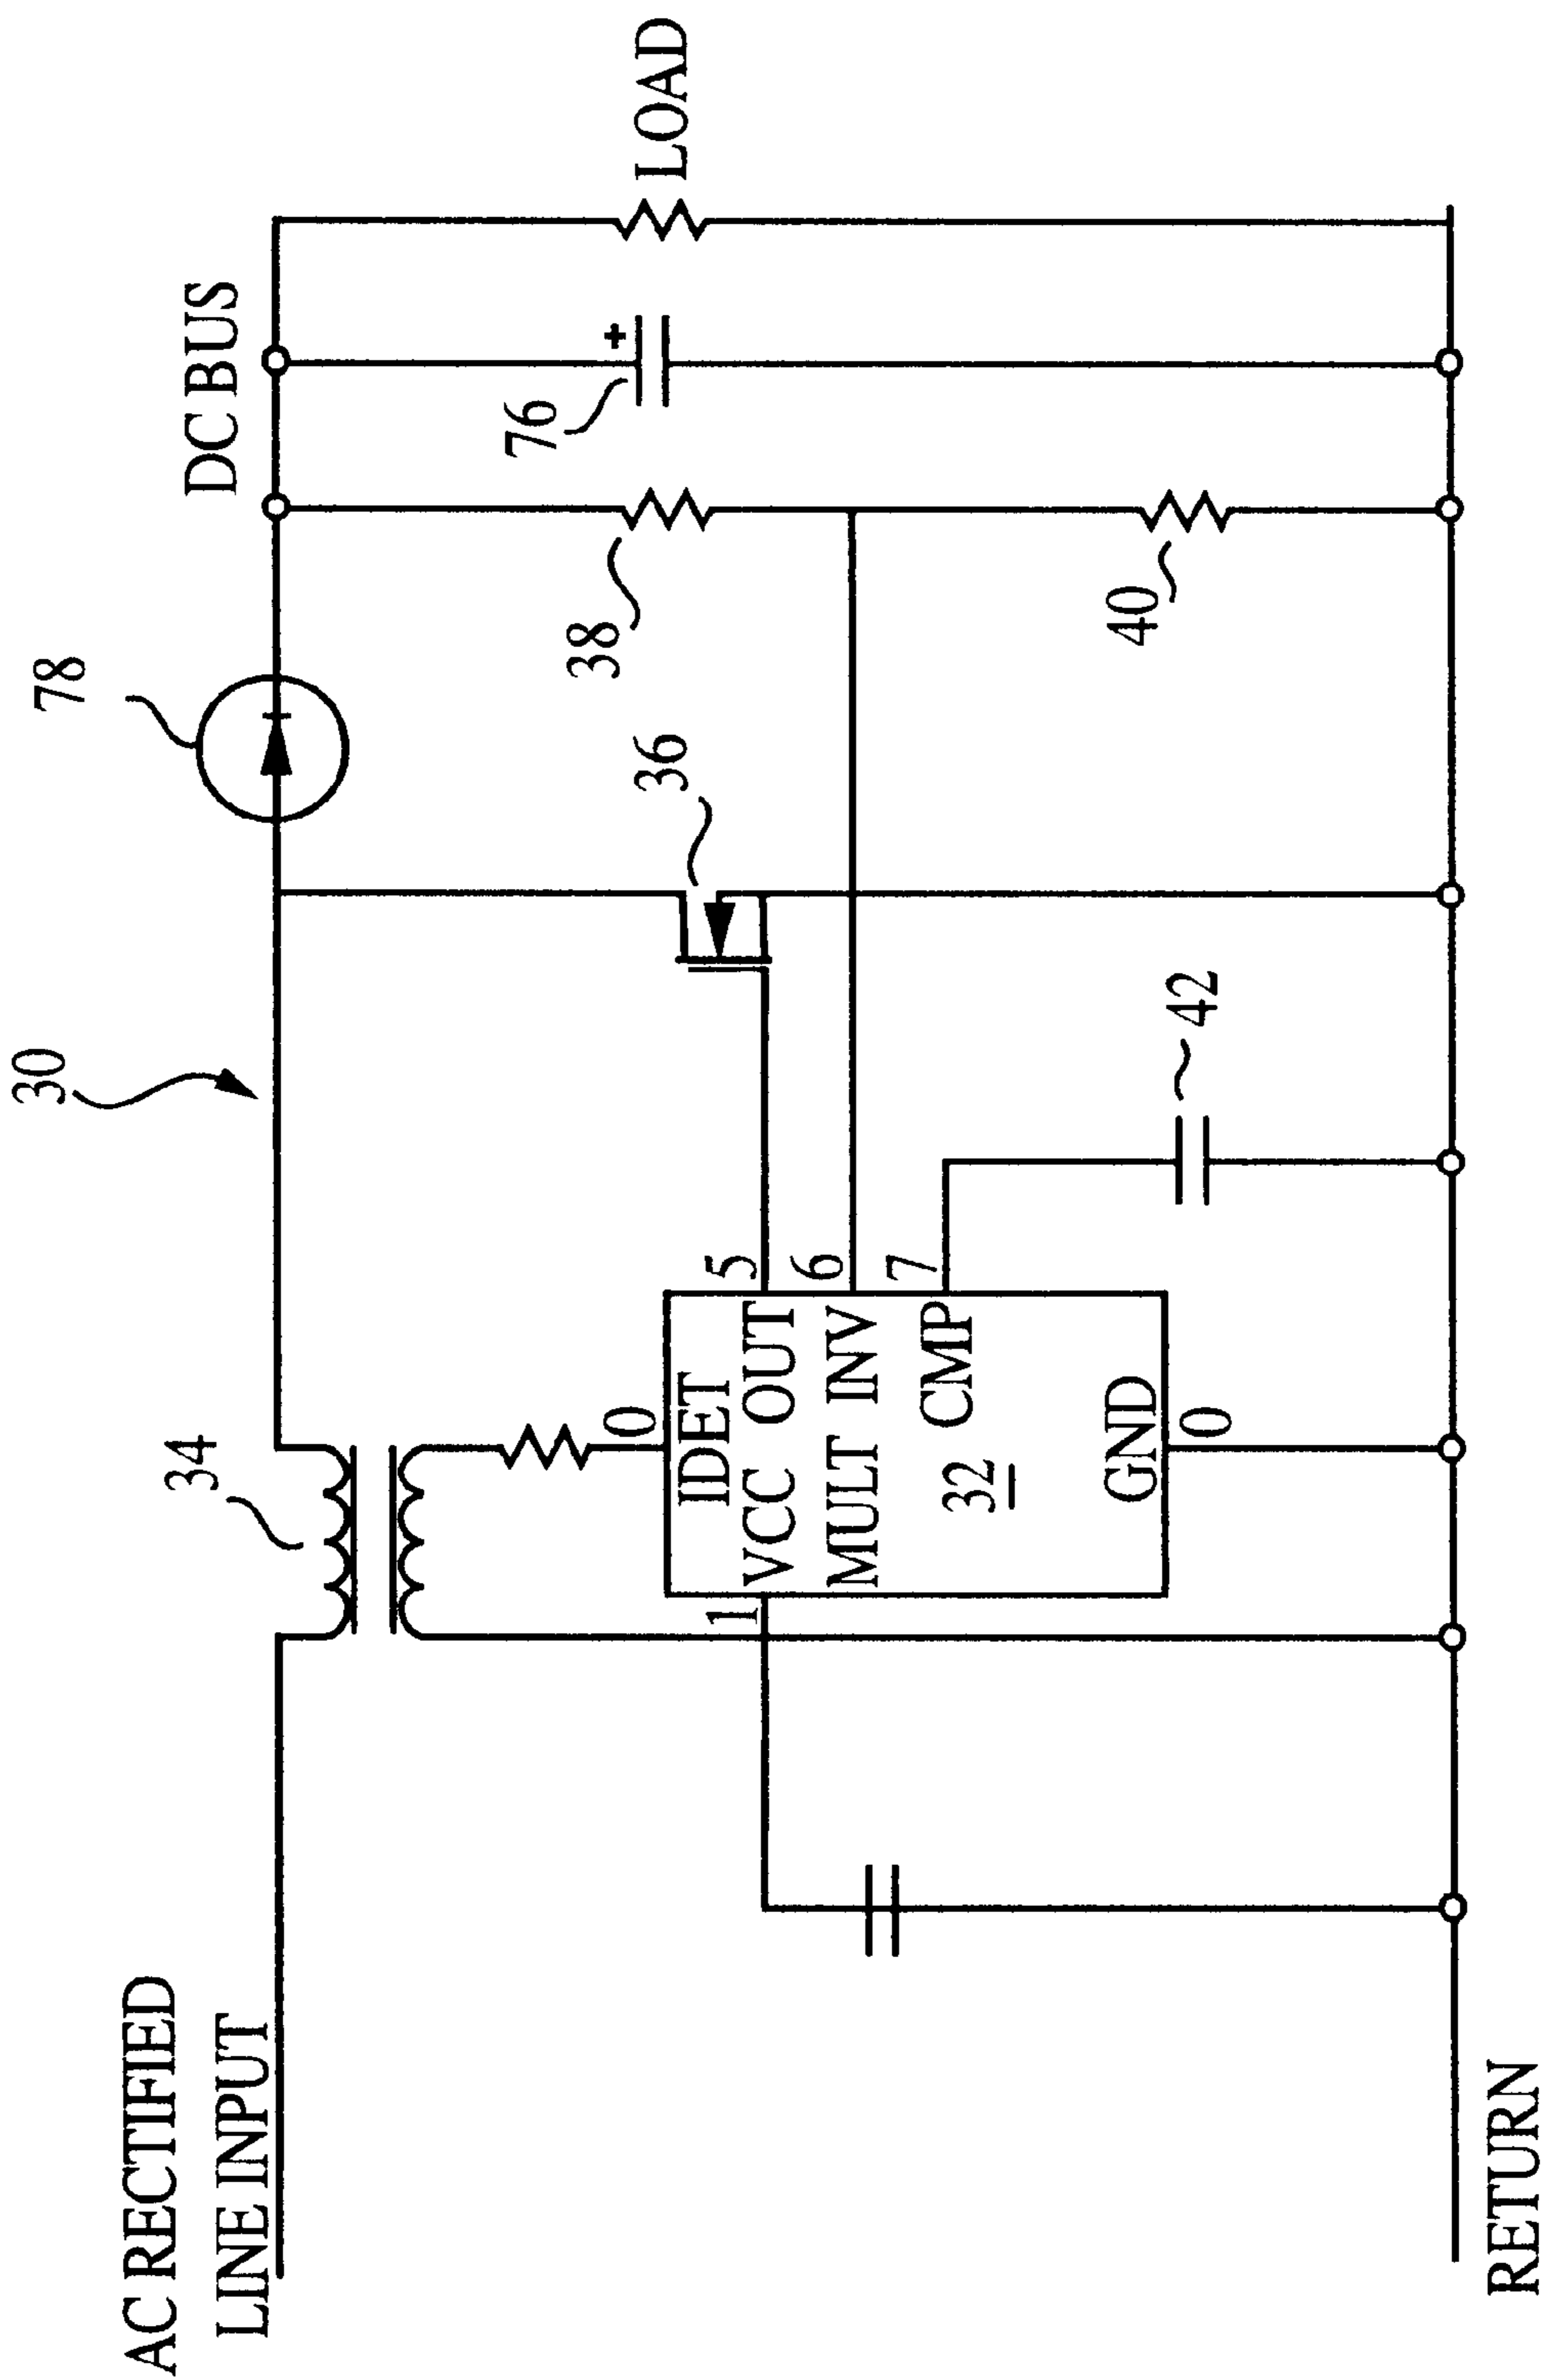 30
78
DC BUS
34
76
LOAD
38
36
AC RECTIFIED
LINE INPUT
0
IDET
1
VCC OUT
5
MULT INV
6
CMP
7
32
GND
0
42
40
RETURN